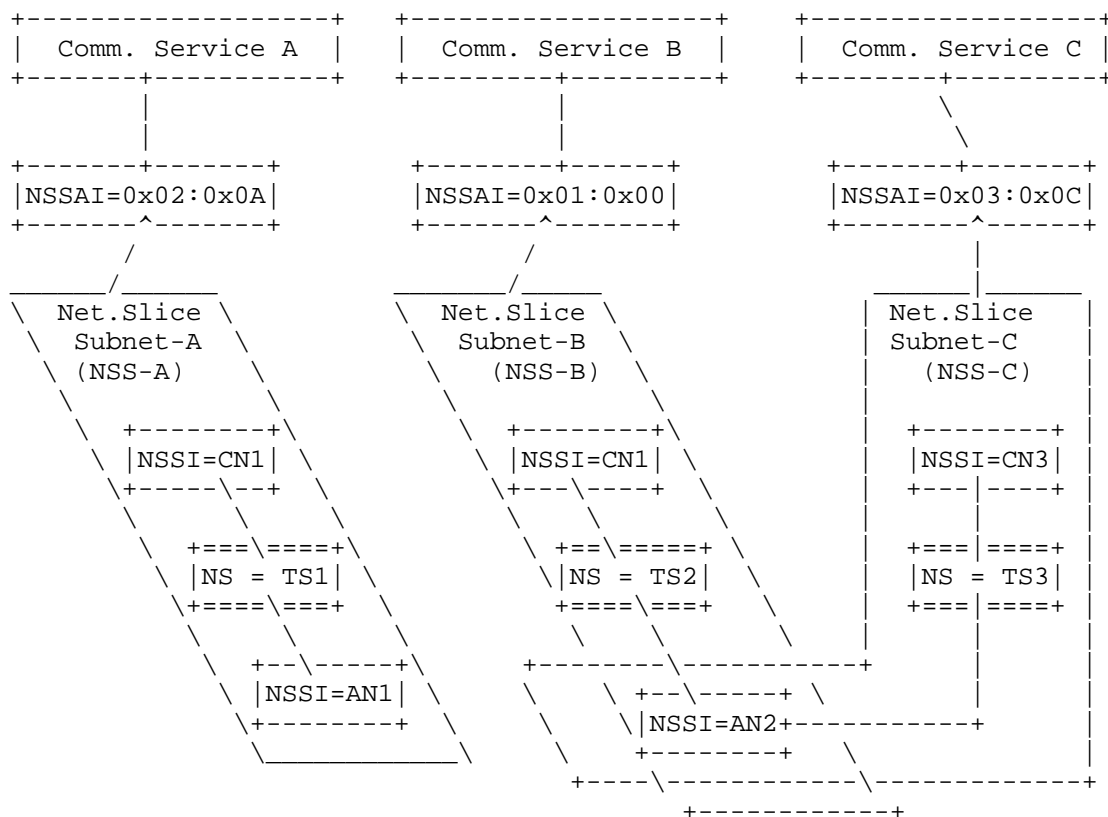 Comm. Service A Comm. Service B Comm. Service C
NSSAI=0x02:0x0A NSSAI=0x01:0x00 NSSAI=0x03:0x0C
Net.Slice Net.Slice Net.Slice
Subnet-A Subnet-B Subnet-C
(NSS-A) (NSS-B) (NSS-C)
NSSI=CN1 NSSI=CN1 NSSI=CN3
NS = TS1 NS = TS2 NS = TS3
NSSI=AN1
NSSI=AN2